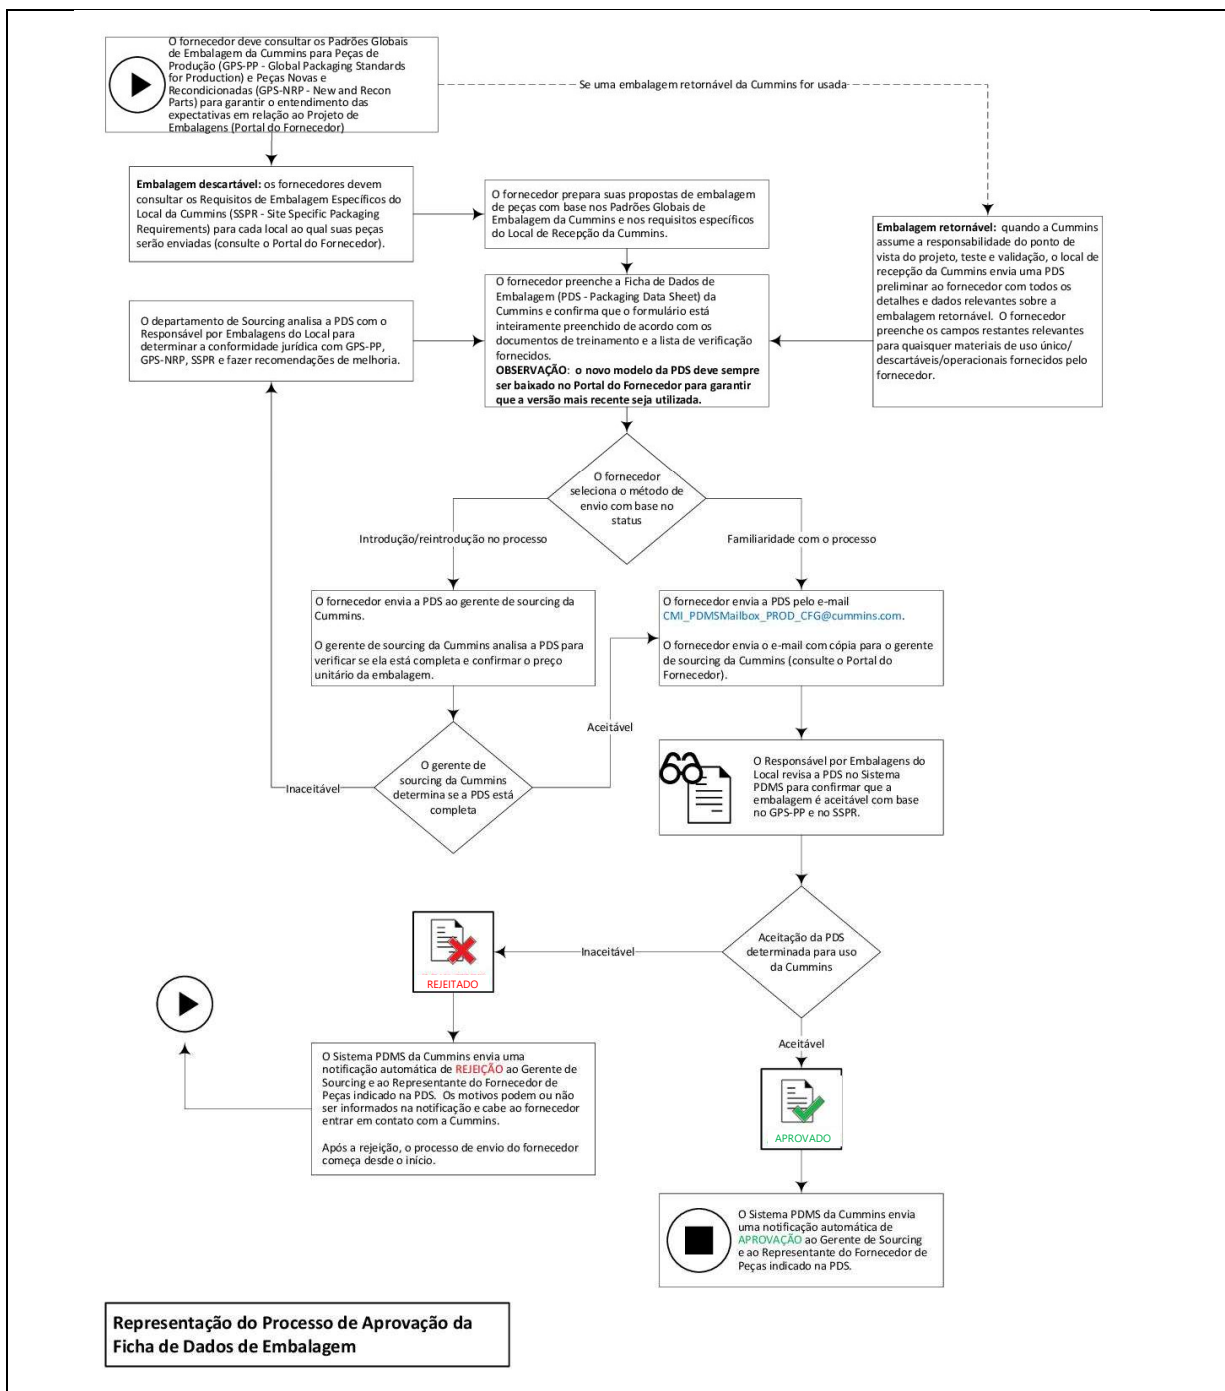 O fornecedor deve consultar os Padrões Globais
de Embalagem da Cummins para Peças de
Produção (GPS-PP - Global Packaging Standards
for Production) e Peças Novas e
Recondicionadas (GPS-NRP - New and Recon
Parts) para garantir o entendimento das
expectativas em relação ao Projeto de
Embalagens (Portal do Fornecedor)
Se uma embalagem retornável da Cummins for usada
Embalagem descartável: os fornecedores devem
consultar os Requisitos de Embalagem Específicos do
Local da Cummins (SSPR - Site Specific Packaging
Requirements) para cada local ao qual suas peças
serão enviadas (consulte o Portal do Fornecedor).
O fornecedor prepara suas propostas de embalagem
de peças com base nos Padrões Globais de
Embalagem da Cummins e nos requisitos específicos
do Local de Recepção da Cummins.
Embalagem retornável: quando a Cummins
assume a responsabilidade do ponto de
vista do projeto, teste e validação, o local de
recepção da Cummins envia uma PDS
preliminar ao fornecedor com todos os
detalhes e dados relevantes sobre a
embalagem retornável. O fornecedor
preenche os campos restantes relevantes
para quaisquer materiais de uso único/
descartáveis/operacionais fornecidos pelo
fornecedor.
O departamento de Sourcing analisa a PDS com o
Responsável por Embalagens do Local para
determinar a conformidade jurídica com GPS-PP,
GPS-NRP, SSPR e fazer recomendações de melhoria.
O fornecedor preenche a Ficha de Dados de
Embalagem (PDS - Packaging Data Sheet) da
Cummins e confirma que o formulário está
inteiramente preenchido de acordo com os
documentos de treinamento e a lista de verificação
fornecidos.
OBSERVAÇÃO: o novo modelo da PDS deve sempre
ser baixado no Portal do Fornecedor para garantir
que a versão mais recente seja utilizada.
O fornecedor
seleciona o método de
envio com base no
status
Introdução/reintrodução no processo
Familiaridade com o processo
O fornecedor envia a PDS ao gerente de sourcing da
Cummins.
O gerente de sourcing da Cummins analisa a PDS para
verificar se ela está completa e confirmar o preço
unitário da embalagem.
O fornecedor envia a PDS pelo e-mail
CMI_PDMSMailbox_PROD_CFG@cummins.com.
O fornecedor envia o e-mail com cópia para o gerente
de sourcing da Cummins (consulte o Portal do
Fornecedor).
Aceitável
O gerente de
sourcing da Cummins
determina se a PDS está
completa
Inaceitável
O Responsável por Embalagens do
Local revisa a PDS no Sistema
PDMS para confirmar que a
embalagem é aceitável com base
no GPS-PP e no SSPR.
Aceitação da PDS
determinada para uso
da Cummins
Inaceitável
REJEITADO
Aceitável
O Sistema PDMS da Cummins envia uma
notificação automática de REJEIÇÃO ao Gerente de
Sourcing e ao Representante do Fornecedor de
Peças indicado na PDS. Os motivos podem ou não
ser informados na notificação e cabe ao fornecedor
entrar em contato com a Cummins.
Após a rejeição, o processo de envio do fornecedor
começa desde o início.
APROVADO
O Sistema PDMS da Cummins envia
uma notificação automática de
APROVAÇÃO ao Gerente de Sourcing
e ao Representante do Fornecedor de
Peças indicado na PDS.
Representação do Processo de Aprovação da
Ficha de Dados de Embalagem